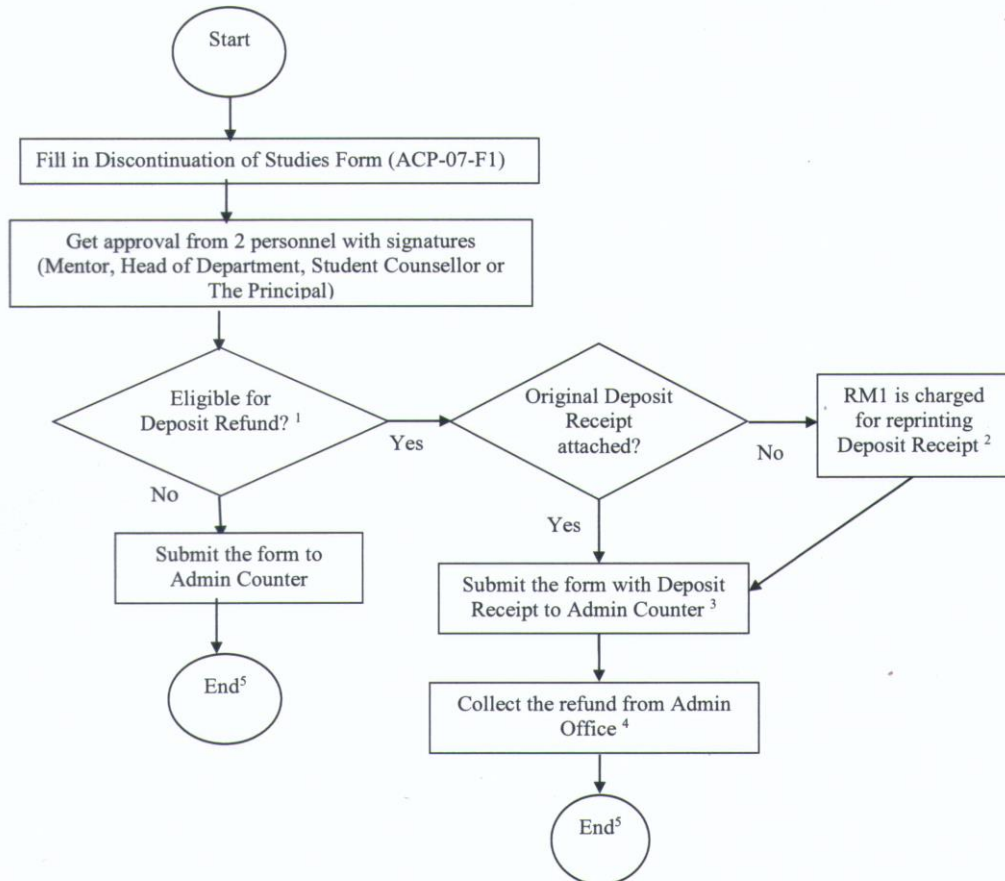 Start
Fill in Discontinuation of Studies Form (ACP-07-F1)
Get approval from 2 personnel with signatures
(Mentor, Head of Department, Student Counsellor or
The Principal)
Eligible for
Deposit Refund? ¹
Yes
No
Original Deposit
Receipt
attached?
No
Yes
RM1 is charged
for reprinting
Deposit Receipt ²
Submit the form to
Admin Counter
Submit the form with Deposit
Receipt to Admin Counter ³
End⁵
Collect the refund from Admin
Office ⁴
End⁵